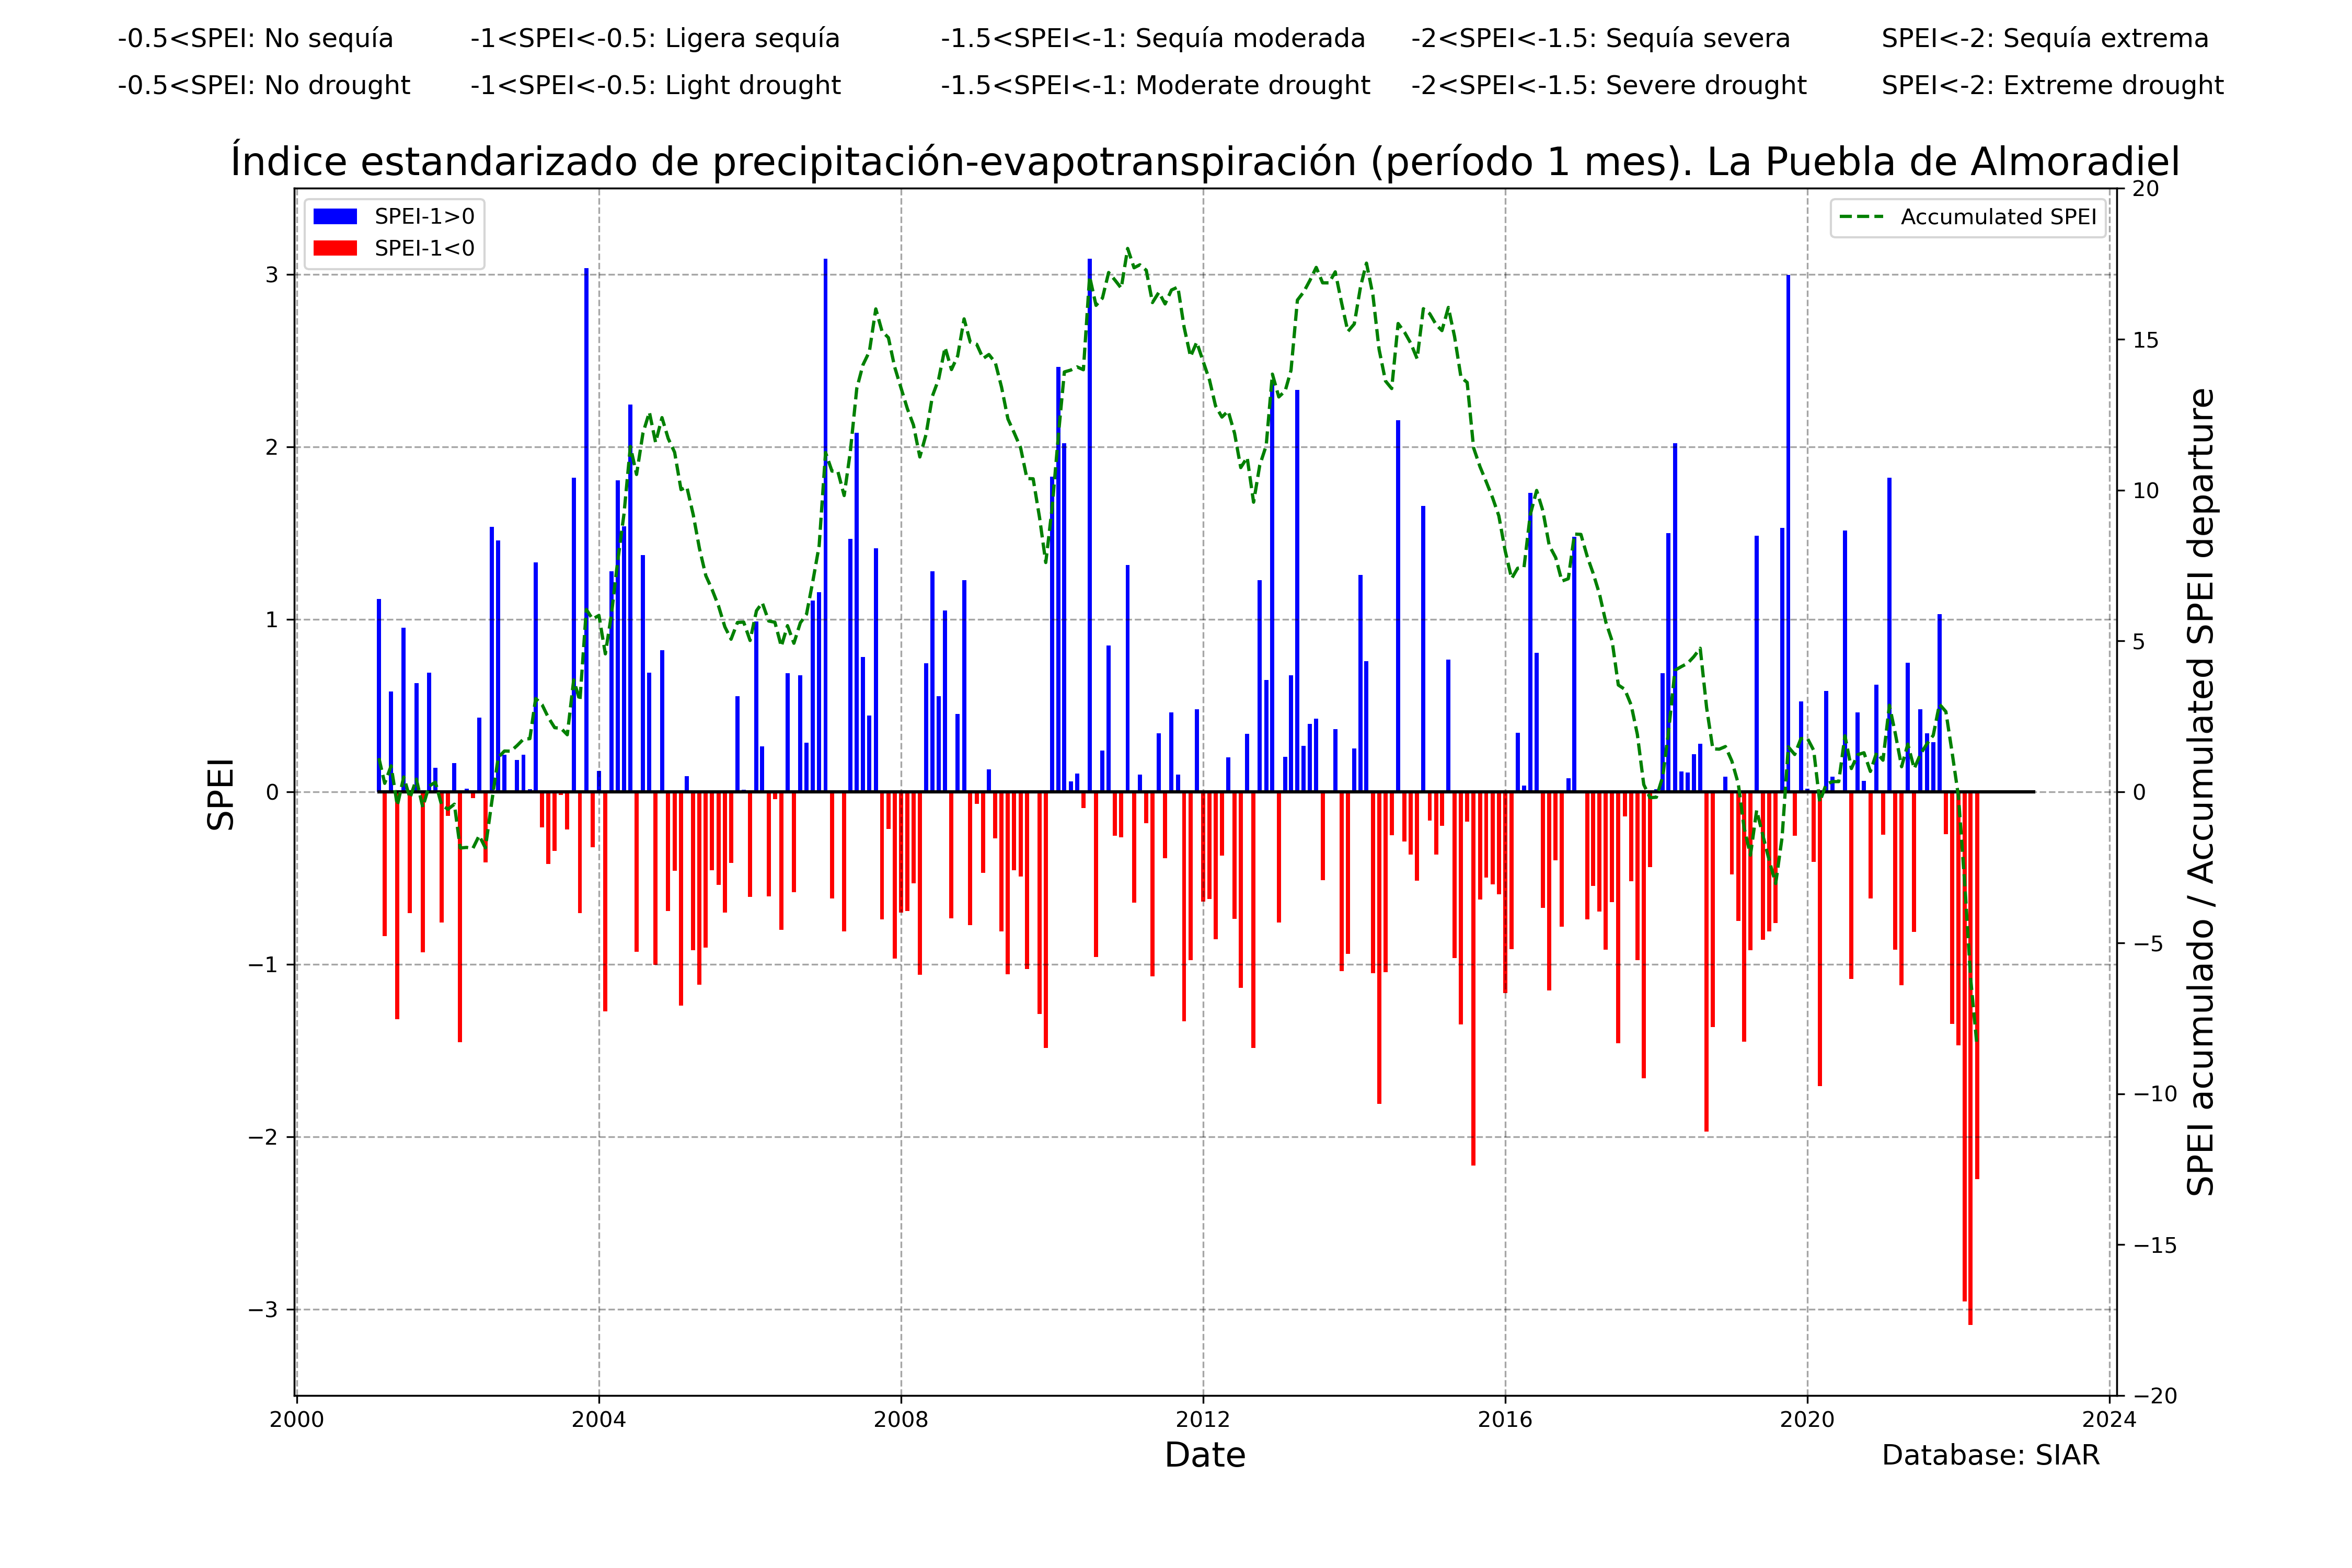 -0.5<SPEI: No sequía -1<SPEI<-0.5: Ligera sequía -1.5<SPEI<-1: Sequía moderada -2<SPEI<-1.5: Sequía severa SPEI<-2: Sequía extrema
-0.5<SPEI: No drought -1<SPEI<-0.5: Light drought -1.5<SPEI<-1: Moderate drought -2<SPEI<-1.5: Severe drought SPEI<-2: Extreme drought
Índice estandarizado de precipitación-evapotranspiración (período 1 mes). La Puebla de Almoradiel
SPEI-1>0
SPEI-1<0
Accumulated SPEI
SPEI
3
2
1
0
−1
−2
−3
20
15
10
5
0
−5
−10
−15
−20
SPEI acumulado / Accumulated SPEI departure
2000 2004 2008 2012 2016 2020 2024
Date
Database: SIAR